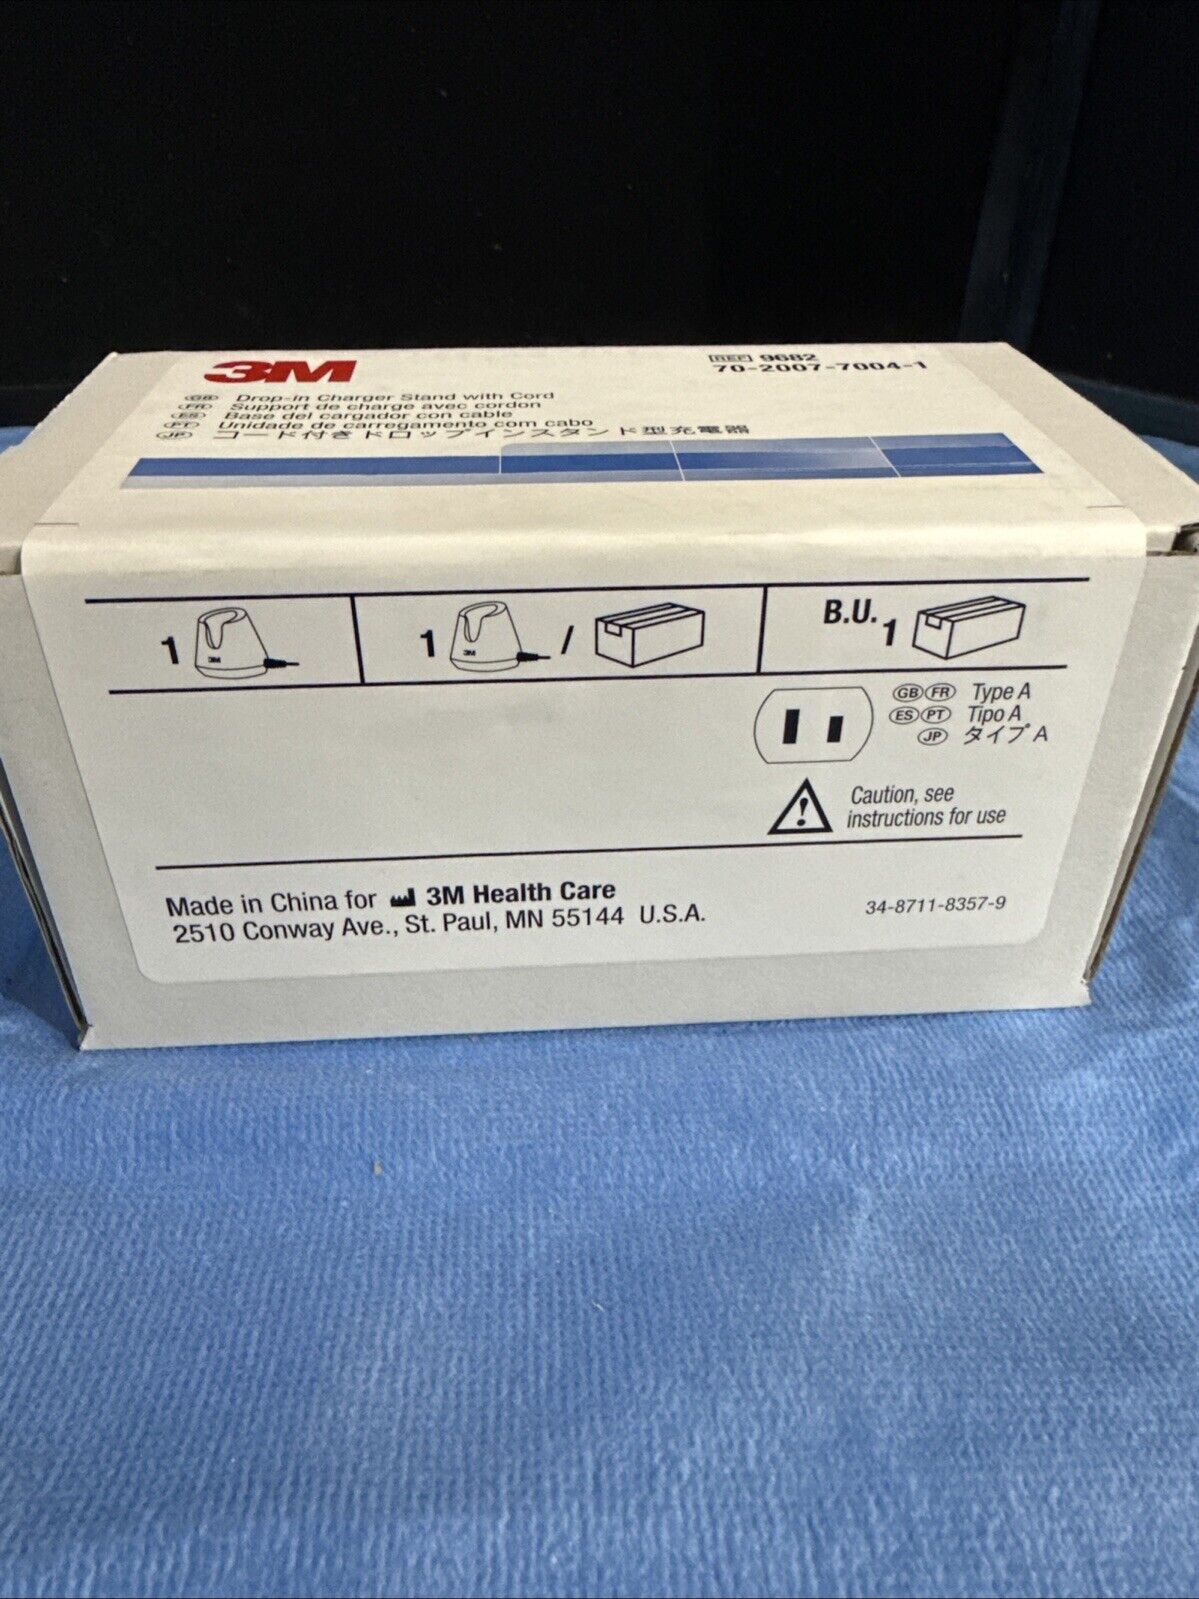 3M
REF 9682
70-2007-7004-1
GB Drop-in Charger Stand with Cord
FR Support de charge avec cordon
ES Base del cargador con cable
PT Unidade de carregamento com cabo
JP コード付きドロップインスタンド型充電器
1 3M
1 3M /
B.U. 1
GB FR Type A
ES PT Tipo A
JP タイプ A
Caution, see
instructions for use
Made in China for 3M Health Care
2510 Conway Ave., St. Paul, MN 55144 U.S.A.
34-8711-8357-9